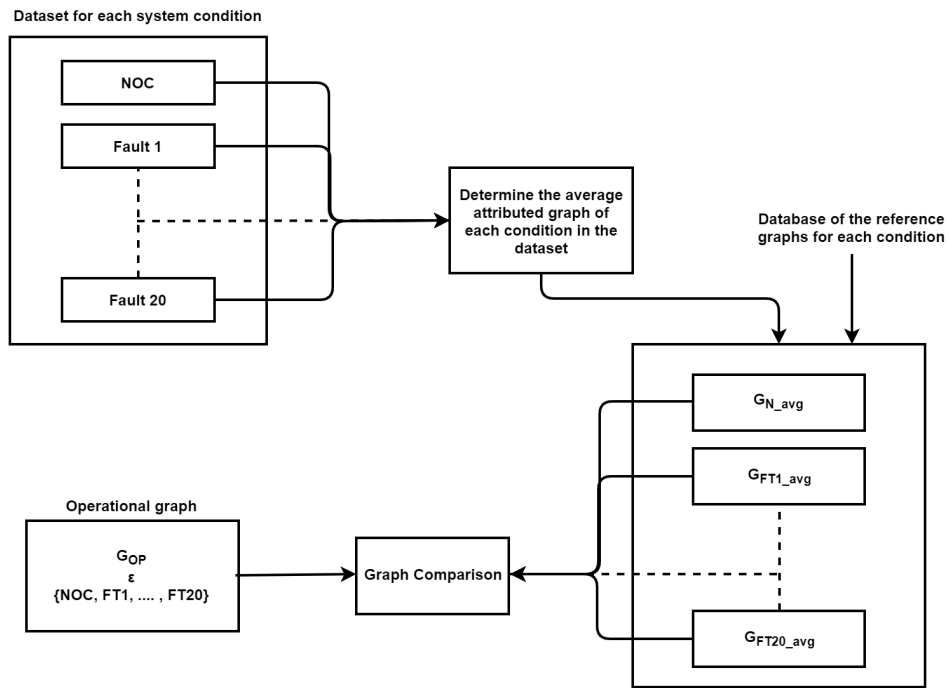 Dataset for each system condition
NOC
Fault 1
Fault 20
Determine the average
attributed graph of
each condition in the
dataset
Database of the reference
graphs for each condition
G_N_avg
G_FT1_avg
G_FT20_avg
Operational graph
G_OP
ε
{NOC, FT1, .... , FT20}
Graph Comparison